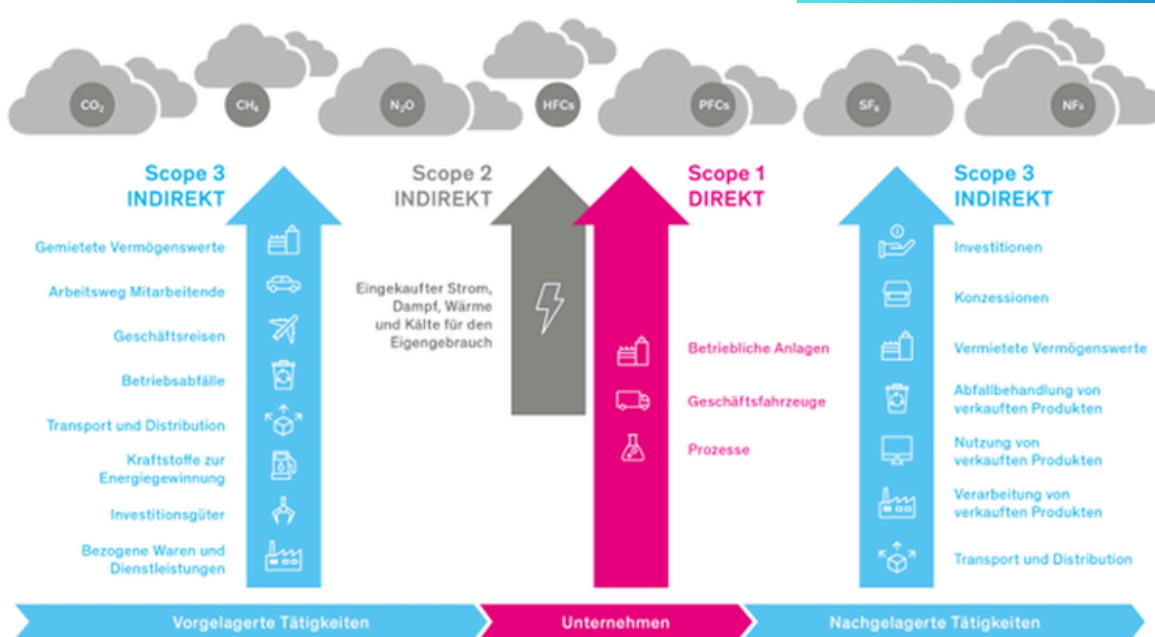 CO₂
CH₄
N₂O
HFCs
PFCs
SF₆
NF₃
Scope 3
INDIREKT
Gemietete Vermögenswerte
Arbeitsweg Mitarbeitende
Geschäftsreisen
Betriebsabfälle
Transport und Distribution
Kraftstoffe zur
Energiegewinnung
Investitionsgüter
Bezogene Waren und
Dienstleistungen
Scope 2
INDIREKT
Eingekaufter Strom,
Dampf, Wärme
und Kälte für den
Eigengebrauch
Scope 1
DIREKT
Betriebliche Anlagen
Geschäftsfahrzeuge
Prozesse
Scope 3
INDIREKT
Investitionen
Konzessionen
Vermietete Vermögenswerte
Abfallbehandlung von
verkauften Produkten
Nutzung von
verkauften Produkten
Verarbeitung von
verkauften Produkten
Transport und Distribution
Vorgelagerte Tätigkeiten
Unternehmen
Nachgelagerte Tätigkeiten